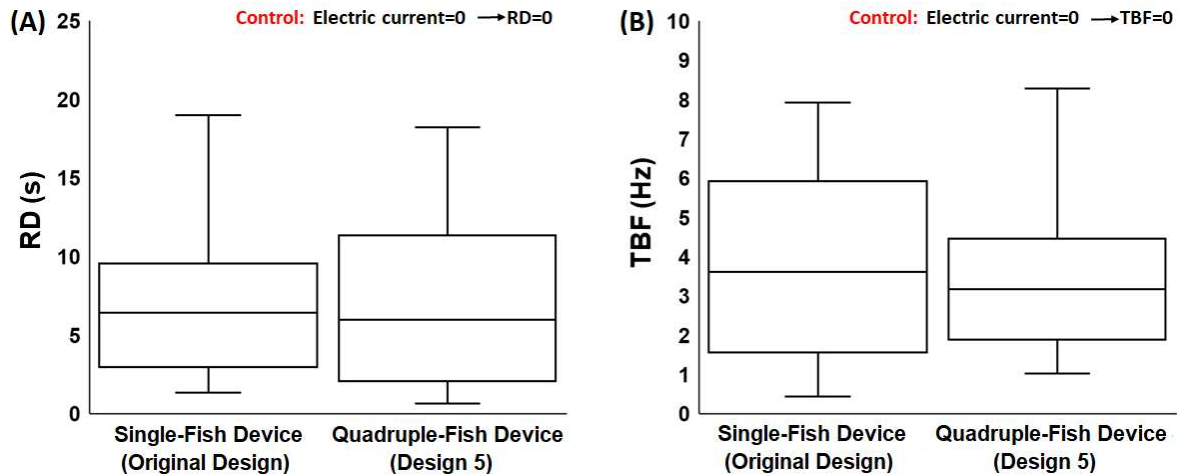 (A)
Control: Electric current=0 →RD=0
RD (s)
25
20
15
10
5
0
Single-Fish Device
(Original Design)
Quadruple-Fish Device
(Design 5)
(B)
Control: Electric current=0 →TBF=0
TBF (Hz)
10
9
8
7
6
5
4
3
2
1
0
Single-Fish Device
(Original Design)
Quadruple-Fish Device
(Design 5)